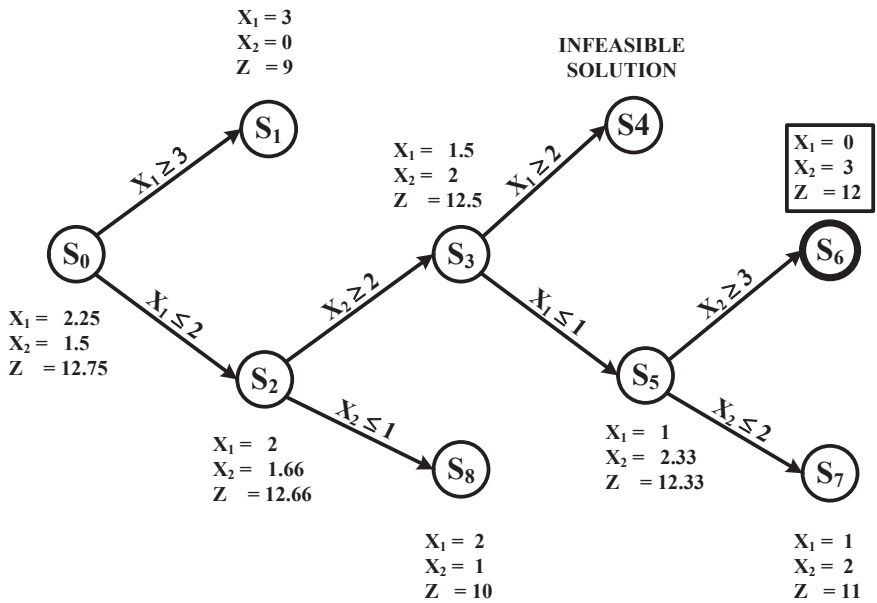 X₁ = 3
X₂ = 0
Z = 9
INFEASIBLE
SOLUTION
S₁
S4
X₁ ≥ 3
X₁ = 1.5
X₂ = 2
Z = 12.5
X₁ ≥ 2
X₁ = 0
X₂ = 3
Z = 12
S₀
X₂ ≥ 2
S₃
X₂ ≥ 3
S₆
X₁ ≤ 2
X₁ ≤ 1
X₁ = 2.25
X₂ = 1.5
Z = 12.75
S₂
S₅
X₂ ≤ 1
X₂ ≤ 2
X₁ = 2
X₂ = 1.66
Z = 12.66
S₈
X₁ = 1
X₂ = 2.33
Z = 12.33
S₇
X₁ = 2
X₂ = 1
Z = 10
X₁ = 1
X₂ = 2
Z = 11